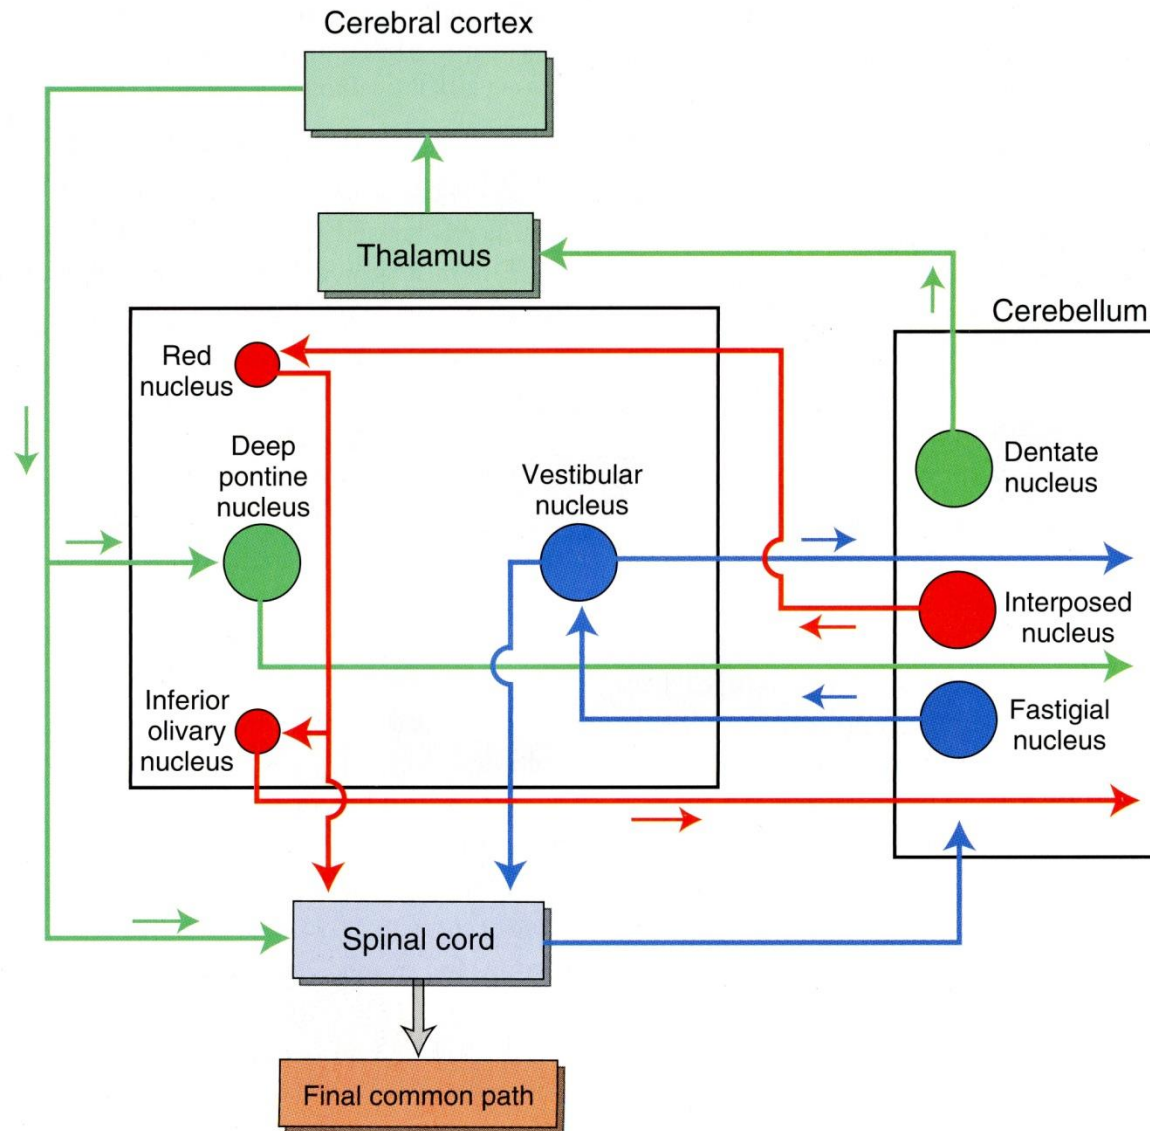 Cerebral cortex
Thalamus
Cerebellum
Red
nucleus
Deep
pontine
nucleus
Vestibular
nucleus
Dentate
nucleus
Interposed
nucleus
Inferior
olivary
nucleus
Fastigial
nucleus
Spinal cord
Final common path